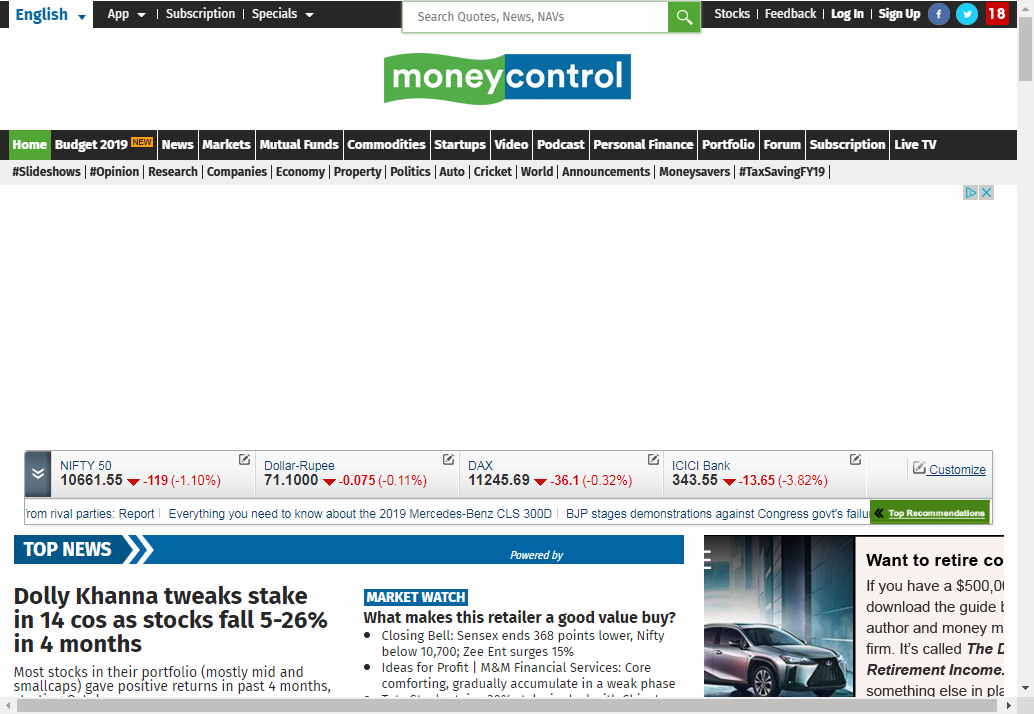 English App | Subscription | Specials Search Quotes, News, NAVs Stocks | Feedback | Log In | Sign Up 18
moneycontrol
Home Budget 2019 NEW News Markets Mutual Funds Commodities Startups Video Podcast Personal Finance Portfolio Forum Subscription Live TV
#Slideshows | #Opinion | Research | Companies | Economy | Property | Politics | Auto | Cricket | World | Announcements | Moneysavers | #TaxSavingFY19 |
NIFTY 50 Dollar-Rupee DAX ICICI Bank
10661.55 -119 (-1.10%) 71.1000 -0.075 (-0.11%) 11245.69 -36.1 (-0.32%) 343.55 -13.65 (-3.82%) Customize
from rival parties: Report | Everything you need to know about the 2019 Mercedes-Benz CLS 300D | BJP stages demonstrations against Congress govt's failu Top Recommendations
TOP NEWS Powered by
Dolly Khanna tweaks stake
in 14 cos as stocks fall 5-26%
in 4 months
Most stocks in their portfolio (mostly mid and
smallcaps) gave positive returns in past 4 months,
MARKET WATCH
What makes this retailer a good value buy?
Closing Bell: Sensex ends 368 points lower, Nifty
below 10,700; Zee Ent surges 15%
Ideas for Profit | M&M Financial Services: Core
comforting, gradually accumulate in a weak phase
E
Want to retire co
If you have a $500,00
download the guide b
author and money m
firm. It's called The D
Retirement Income.
something else in pla